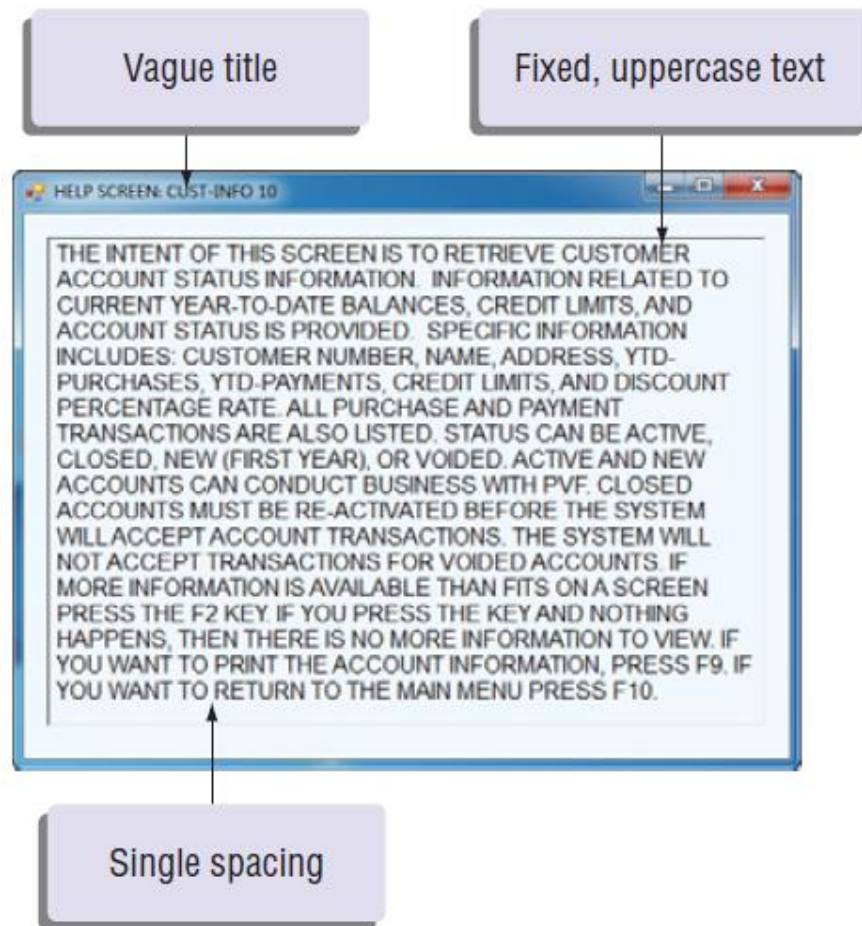 Vague title
Fixed, uppercase text
HELP SCREEN: CUST-INFO 10
THE INTENT OF THIS SCREEN IS TO RETRIEVE CUSTOMER
ACCOUNT STATUS INFORMATION.  INFORMATION RELATED TO
CURRENT YEAR-TO-DATE BALANCES, CREDIT LIMITS, AND
ACCOUNT STATUS IS PROVIDED.  SPECIFIC INFORMATION
INCLUDES: CUSTOMER NUMBER, NAME, ADDRESS, YTD-
PURCHASES, YTD-PAYMENTS, CREDIT LIMITS, AND DISCOUNT
PERCENTAGE RATE. ALL PURCHASE AND PAYMENT
TRANSACTIONS ARE ALSO LISTED. STATUS CAN BE ACTIVE,
CLOSED, NEW (FIRST YEAR), OR VOIDED. ACTIVE AND NEW
ACCOUNTS CAN CONDUCT BUSINESS WITH PVF. CLOSED
ACCOUNTS MUST BE RE-ACTIVATED BEFORE THE SYSTEM
WILL ACCEPT ACCOUNT TRANSACTIONS. THE SYSTEM WILL
NOT ACCEPT TRANSACTIONS FOR VOIDED ACCOUNTS. IF
MORE INFORMATION IS AVAILABLE THAN FITS ON A SCREEN
PRESS THE F2 KEY. IF YOU PRESS THE KEY AND NOTHING
HAPPENS, THEN THERE IS NO MORE INFORMATION TO VIEW. IF
YOU WANT TO PRINT THE ACCOUNT INFORMATION, PRESS F9. IF
YOU WANT TO RETURN TO THE MAIN MENU PRESS F10.
Single spacing